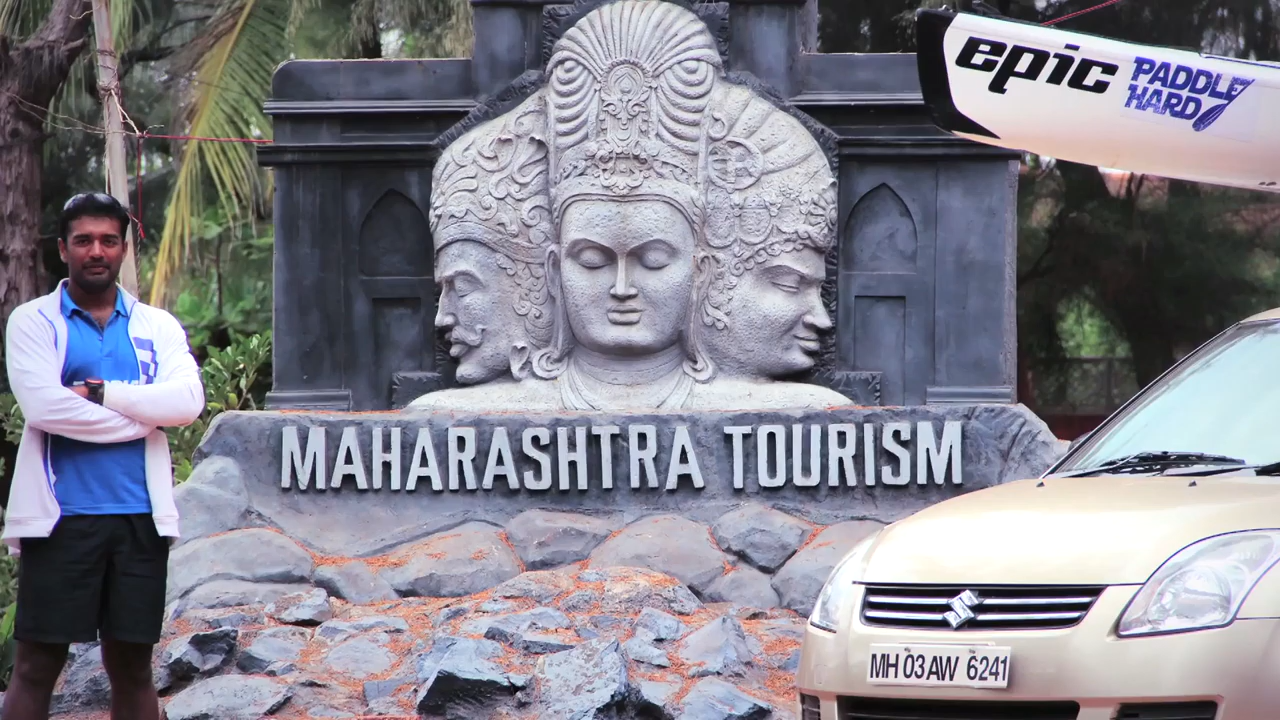 epic
PADDLE
HARD
MAHARASHTRA TOURISM
MH 03 AW 6241